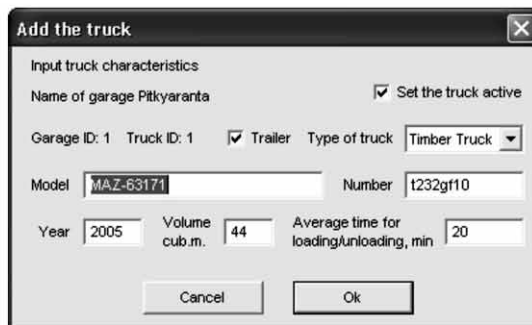 Add the truck
Input truck characteristics
Name of garage Pitkyaranta
Set the truck active
Garage ID: 1 Truck ID: 1 Trailer Type of truck Timber Truck
Model MAZ-63171 Number t232gf10
Year 2005 Volume cub.m. 44 Average time for loading/unloading, min 20
Cancel Ok